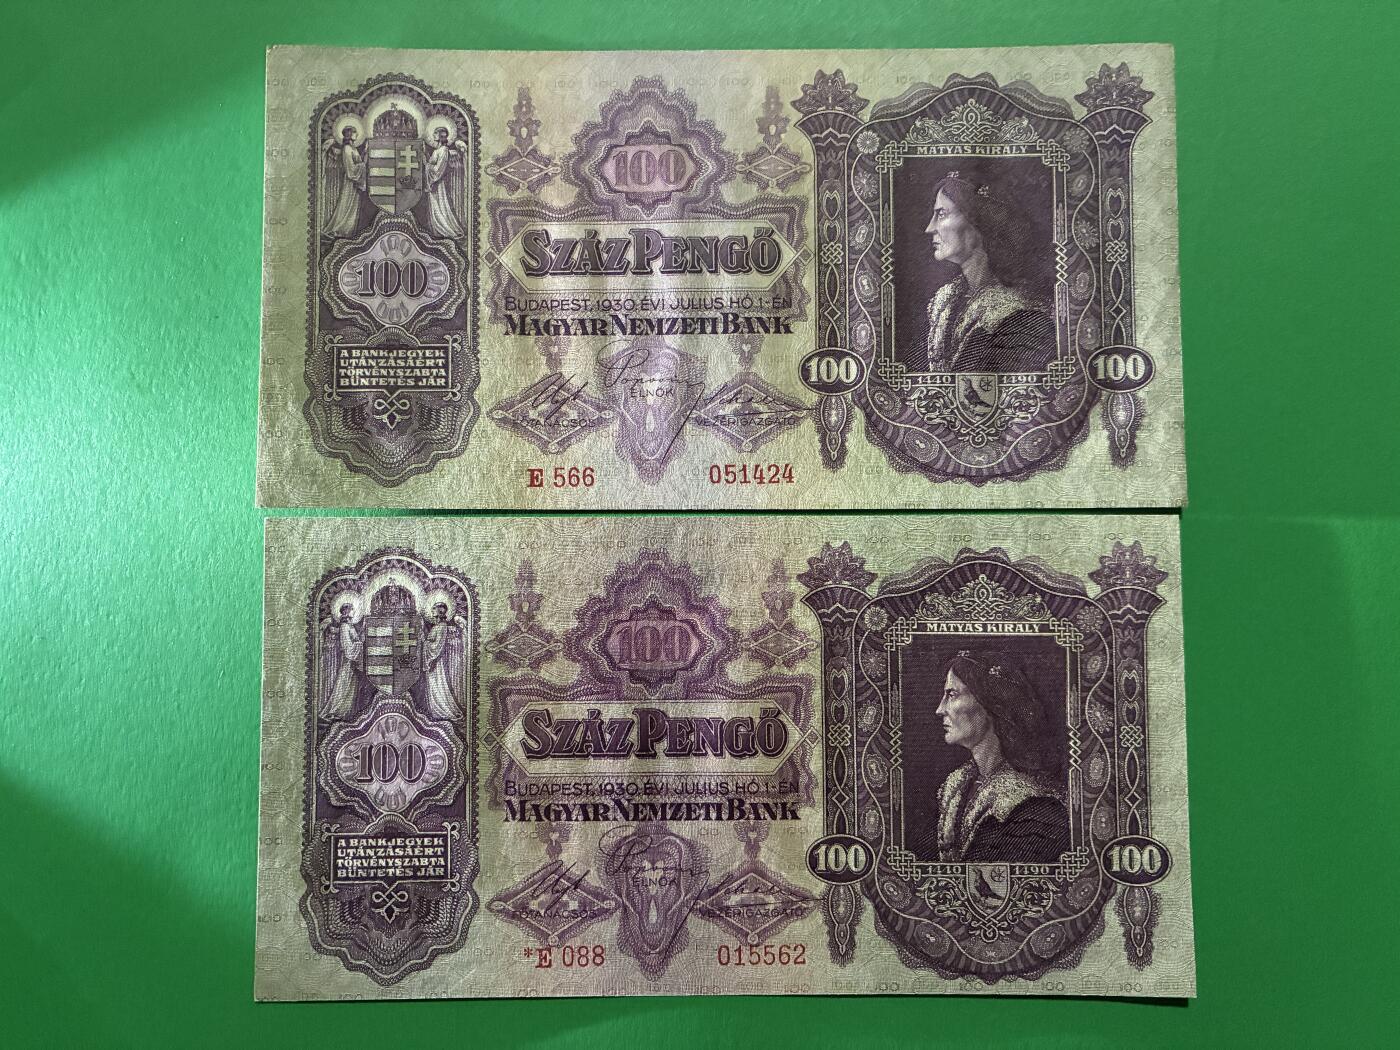 100
MATYÁS KIRÁLY
SZÁZ PENGŐ
100
BUDAPEST, 1930. ÉVI JULIUS HÓ 1-ÉN
MAGYAR NEMZETI BANK
A BANKJEGYEK
UTÁNZÁSÁÉRT
TÖRVÉNYSZABTA
BÜNTETÉS JÁR
100
100
1440 1490
ELNÖK
FŐTANÁCSOS
VEZÉRIGAZGATÓ
E 566 051424
100
MATYÁS KIRÁLY
SZÁZ PENGŐ
100
BUDAPEST, 1930. ÉVI JULIUS HÓ 1-ÉN
MAGYAR NEMZETI BANK
A BANKJEGYEK
UTÁNZÁSÁÉRT
TÖRVÉNYSZABTA
BÜNTETÉS JÁR
100
100
1440 1490
ELNÖK
FŐTANÁCSOS
VEZÉRIGAZGATÓ
*E 088 015562